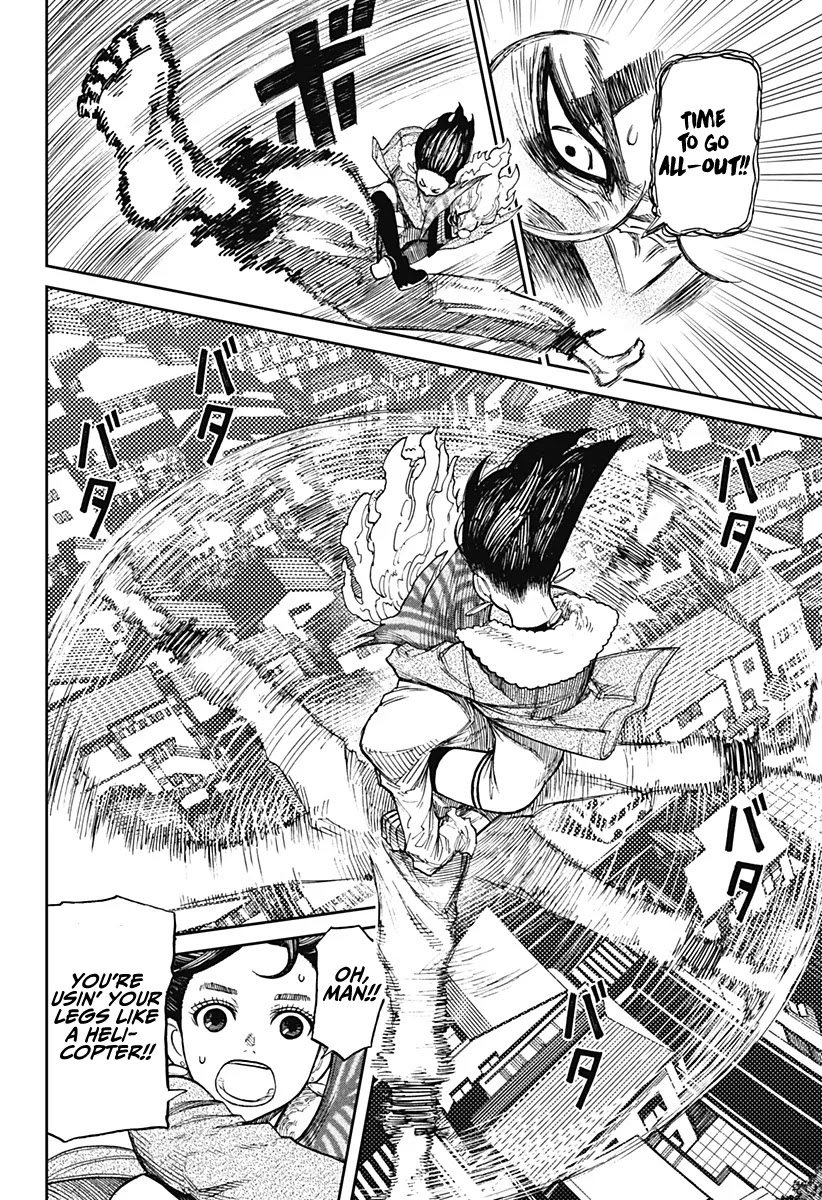 TIME
TO GO
ALL-OUT!!
ボ
バタ
バタ
バタ
バタ
バタ
OH,
MAN!!
YOU'RE
USIN' YOUR
LEGS LIKE
A HELI-
COPTER!!